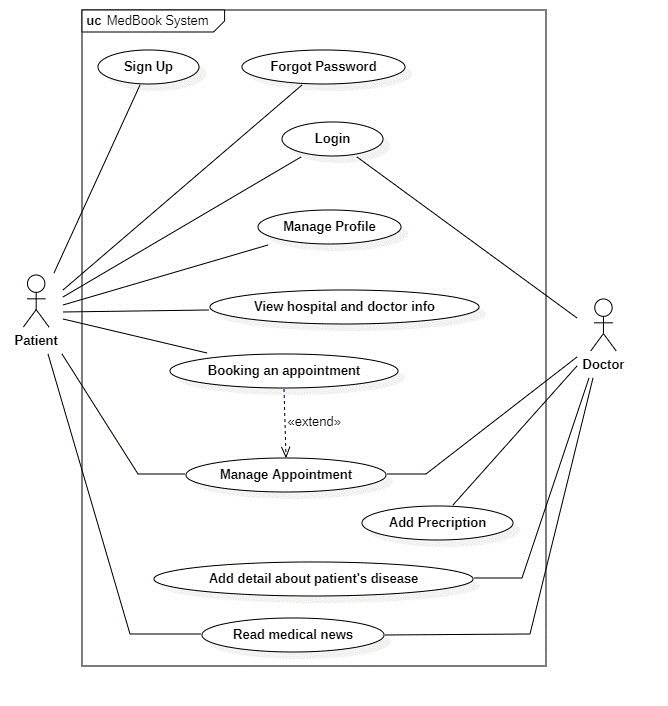 uc MedBook System
Sign Up
Forgot Password
Login
Manage Profile
View hospital and doctor info
Patient
Doctor
Booking an appointment
«extend»
Manage Appointment
Add Precription
Add detail about patient's disease
Read medical news